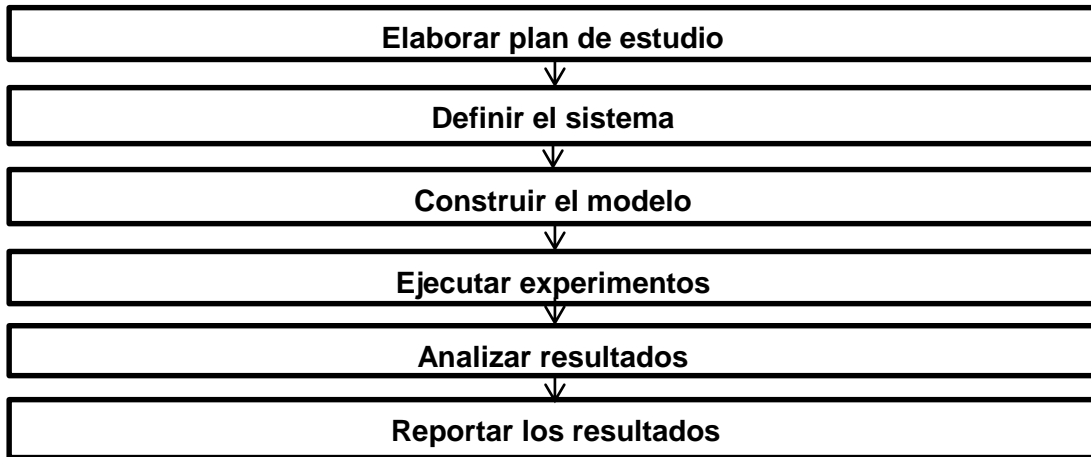 Elaborar plan de estudio
Definir el sistema
Construir el modelo
Ejecutar experimentos
Analizar resultados
Reportar los resultados